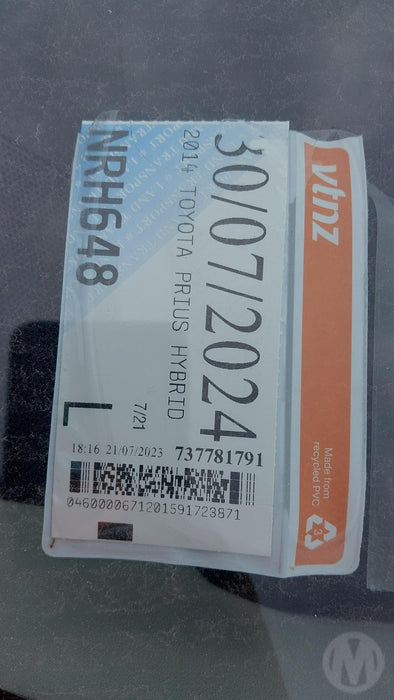 vtnz
Made from
recycled PVC
3
30/07/2024
2014 TOYOTA PRIUS HYBRID
NRH648
7/21
L
18:16 21/07/2023 737781791
0460000671201591723871
M